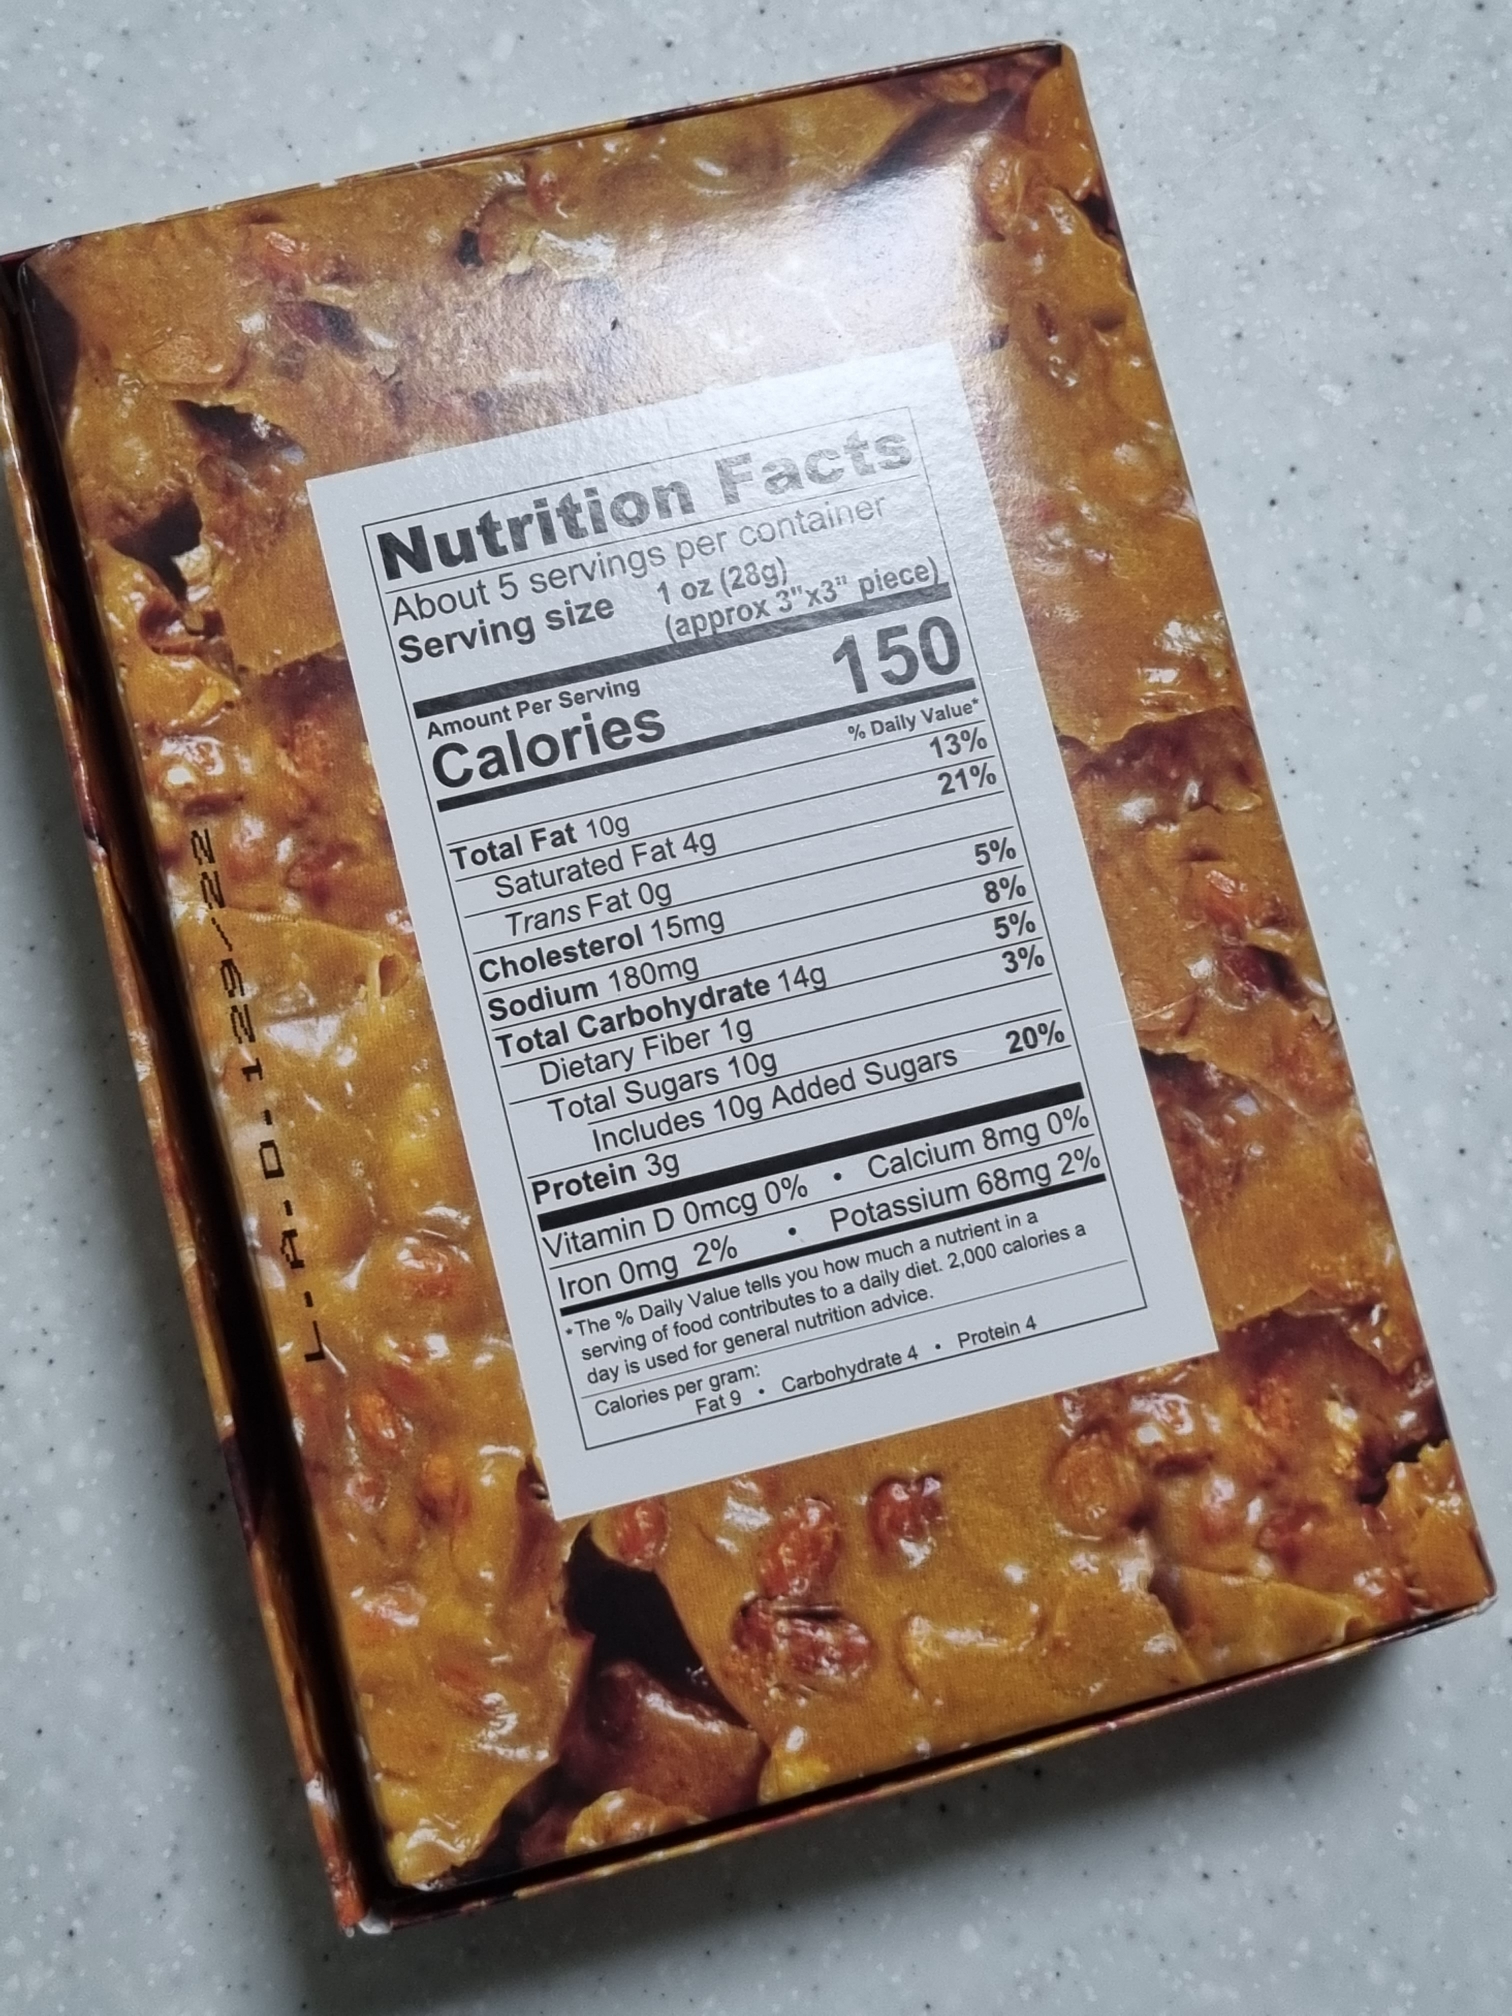 Nutrition Facts
About 5 servings per container
Serving size 1 oz (28g)
(approx 3"x3" piece)
Amount Per Serving
Calories 150
% Daily Value*
Total Fat 10g 13%
Saturated Fat 4g 21%
Trans Fat 0g
Cholesterol 15mg 5%
Sodium 180mg 8%
Total Carbohydrate 14g 5%
Dietary Fiber 1g 3%
Total Sugars 10g
Includes 10g Added Sugars 20%
Protein 3g
Vitamin D 0mcg 0% • Calcium 8mg 0%
Iron 0mg 2% • Potassium 68mg 2%
*The % Daily Value tells you how much a nutrient in a
serving of food contributes to a daily diet. 2,000 calories a
day is used for general nutrition advice.
Calories per gram:
Fat 9 • Carbohydrate 4 • Protein 4